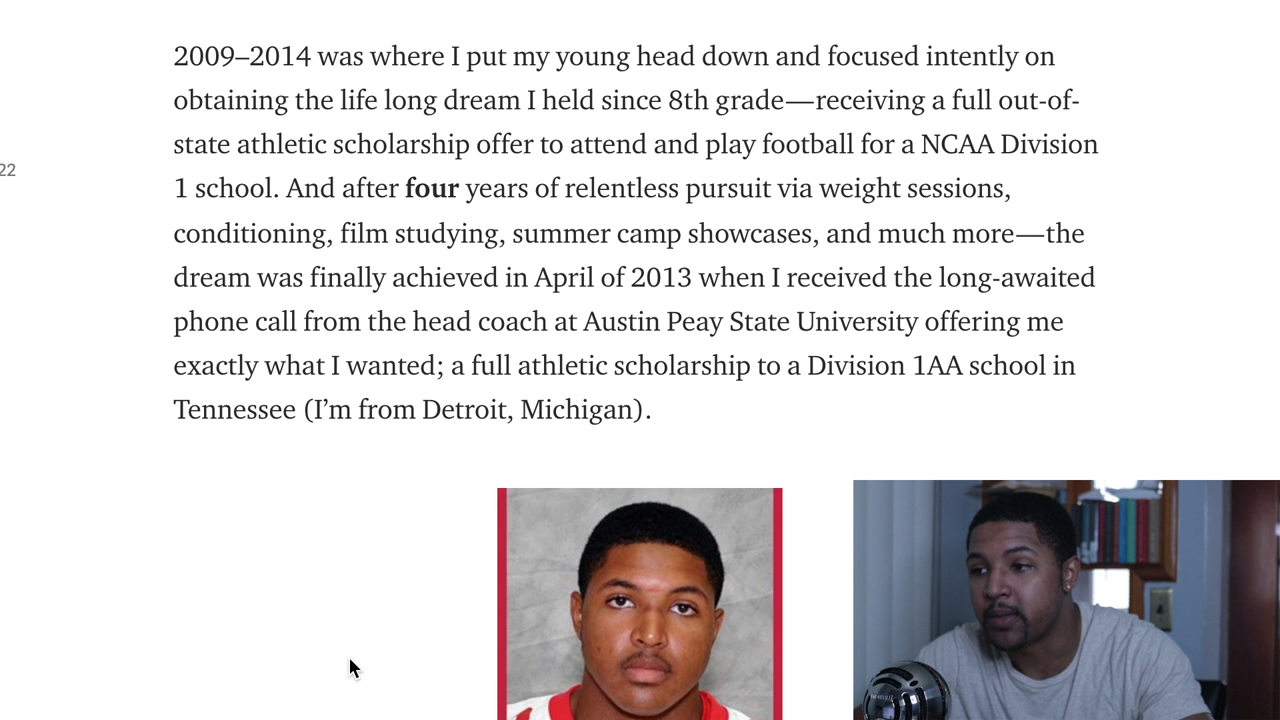 2009–2014 was where I put my young head down and focused intently on
obtaining the life long dream I held since 8th grade—receiving a full out-of-
state athletic scholarship offer to attend and play football for a NCAA Division
22
1 school. And after four years of relentless pursuit via weight sessions,
conditioning, film studying, summer camp showcases, and much more—the
dream was finally achieved in April of 2013 when I received the long-awaited
phone call from the head coach at Austin Peay State University offering me
exactly what I wanted; a full athletic scholarship to a Division 1AA school in
Tennessee (I’m from Detroit, Michigan).